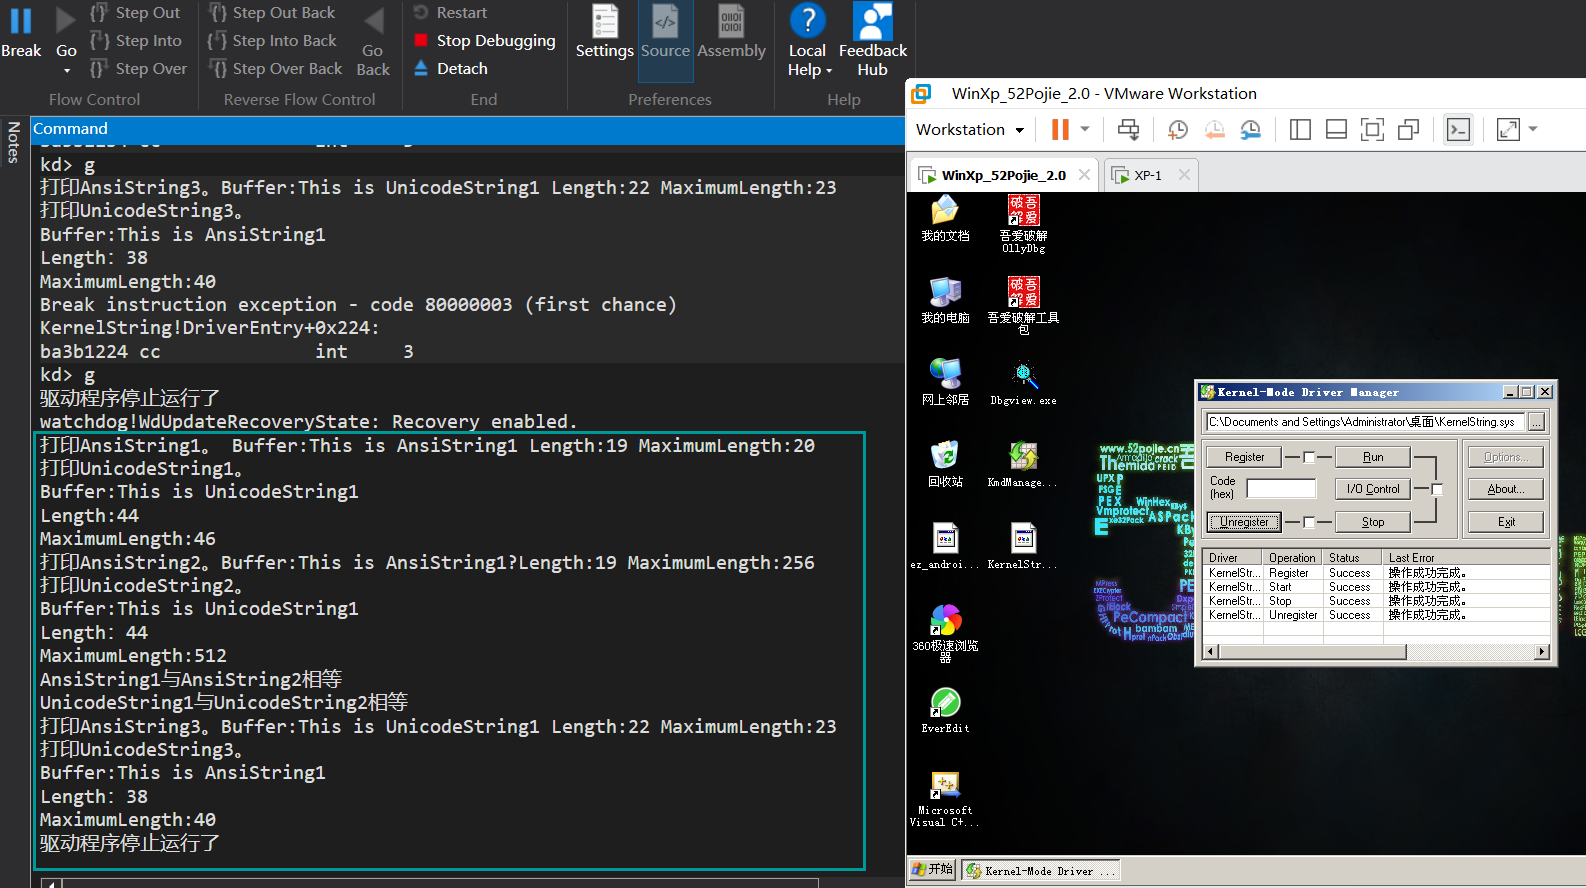 Break
Go
Step Out
Step Into
Step Over
Flow Control
Step Out Back
Step Into Back
Step Over Back
Go Back
Reverse Flow Control
Restart
Stop Debugging
Detach
End
Settings
Source
Assembly
Preferences
Local Help
Feedback Hub
Help
Notes
Command
kd> g
打印AnsiString3。Buffer:This is UnicodeString1 Length:22 MaximumLength:23
打印UnicodeString3。
Buffer:This is AnsiString1
Length: 38
MaximumLength:40
Break instruction exception - code 80000003 (first chance)
KernelString!DriverEntry+0x224:
ba3b1224 cc int 3
kd> g
驱动程序停止运行了
watchdog!WdUpdateRecoveryState: Recovery enabled.
打印AnsiString1。 Buffer:This is AnsiString1 Length:19 MaximumLength:20
打印UnicodeString1。
Buffer:This is UnicodeString1
Length:44
MaximumLength:46
打印AnsiString2。Buffer:This is AnsiString1?Length:19 MaximumLength:256
打印UnicodeString2。
Buffer:This is UnicodeString1
Length: 44
MaximumLength:512
AnsiString1与AnsiString2相等
UnicodeString1与UnicodeString2相等
打印AnsiString3。Buffer:This is UnicodeString1 Length:22 MaximumLength:23
打印UnicodeString3。
Buffer:This is AnsiString1
Length: 38
MaximumLength:40
驱动程序停止运行了
WinXp_52Pojie_2.0 - VMware Workstation
Workstation
WinXp_52Pojie_2.0
XP-1
我的文档
吾爱破解
OllyDbg
我的电脑
吾爱破解工具
包
网上邻居
Dbgview.exe
回收站
KmdManage...
ez_androi...
KernelStr...
360极速浏览
器
EverEdit
Microsoft
Visual C+...
www.52pojie.cn
Armadillo crack
Themida PEID
UPX P
PSG E
PEX WinHex
Vmprotect ASPack
Exe32Pack
MPress
EXECryptor
ZProtect
PeCompact
bambam
Kernel-Mode Driver Manager
C:\Documents and Settings\Administrator\桌面\KernelString.sys
...
Register
Run
Options...
Code
(hex)
I/O Control
About...
Unregister
Stop
Exit
Driver Operation Status Last Error
KernelStr... Register Success 操作成功完成。
KernelStr... Start Success 操作成功完成。
KernelStr... Stop Success 操作成功完成。
KernelStr... Unregister Success 操作成功完成。
开始
Kernel-Mode Driver ...